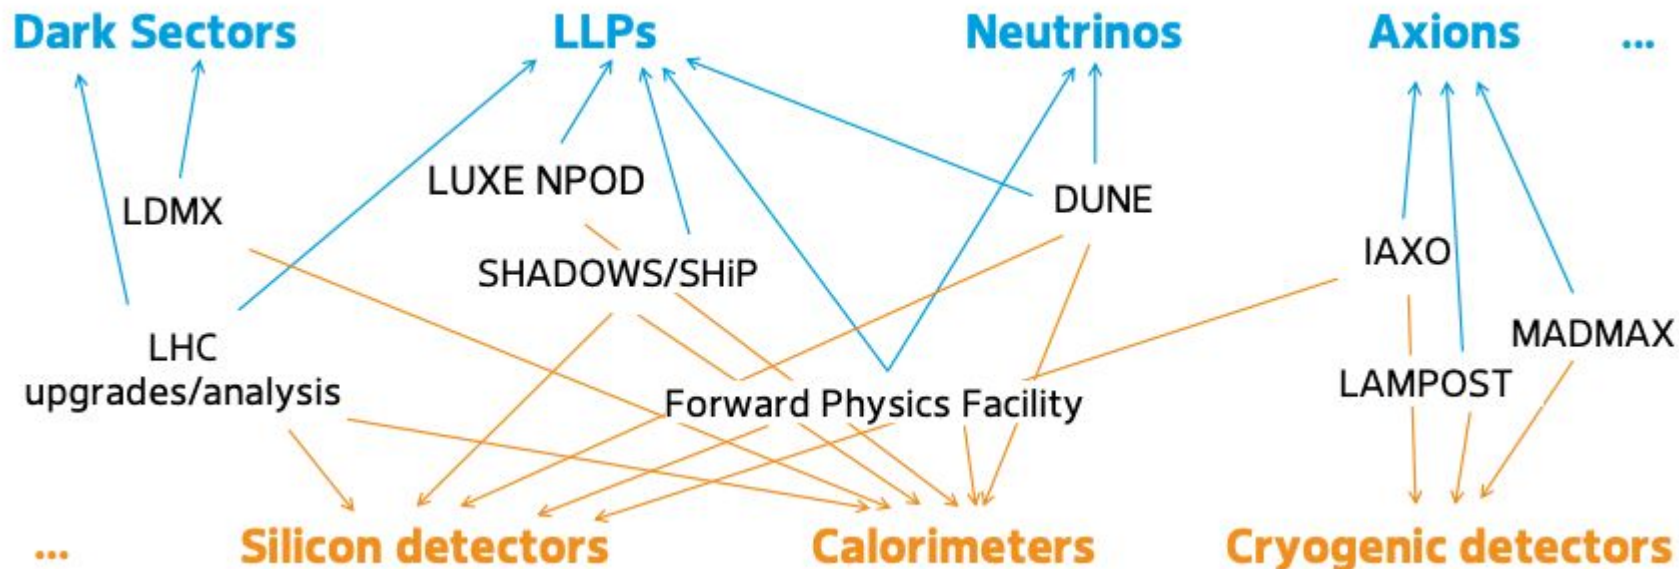 Dark Sectors LLPs Neutrinos Axions ...
LUXE NPOD
LDMX
DUNE
SHADOWS/SHiP
IAXO
LHC
upgrades/analysis
MADMAX
LAMPOST
Forward Physics Facility
... Silicon detectors Calorimeters Cryogenic detectors